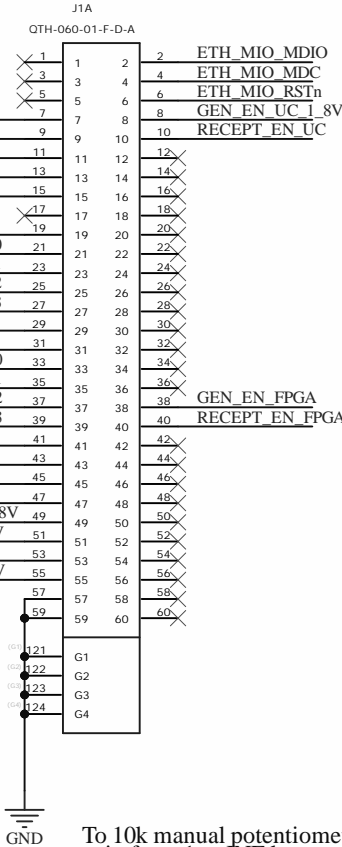 J1A
QTH-060-01-F-D-A
1 1 2 2 ETH_MIO_MDIO
3 3 4 4 ETH_MIO_MDC
5 5 6 6 ETH_MIO_RSTn
7 7 8 8 GEN_EN_UC_1_8V
9 9 10 10 RECEPT_EN_UC
11 11 12 12
13 13 14 14
15 15 16 16
17 17 18 18
19 19 20 20
21 21 22 22
23 23 24 24
25 25 26 26
27 27 28 28
29 29 30 30
31 31 32 32
33 33 34 34
35 35 36 36
37 37 38 38 GEN_EN_FPGA
39 39 40 40 RECEPT_EN_FPGA
41 41 42 42
43 43 44 44
45 45 46 46
47 47 48 48
8V 49 49 50 50
51 51 52 52
53 53 54 54
V 55 55 56 56
57 57 58 58
59 59 60 60
(G1) 121 G1
(G2) 122 G2
(G3) 123 G3
(G4) 124 G4
GND
To 10k manual potentiome